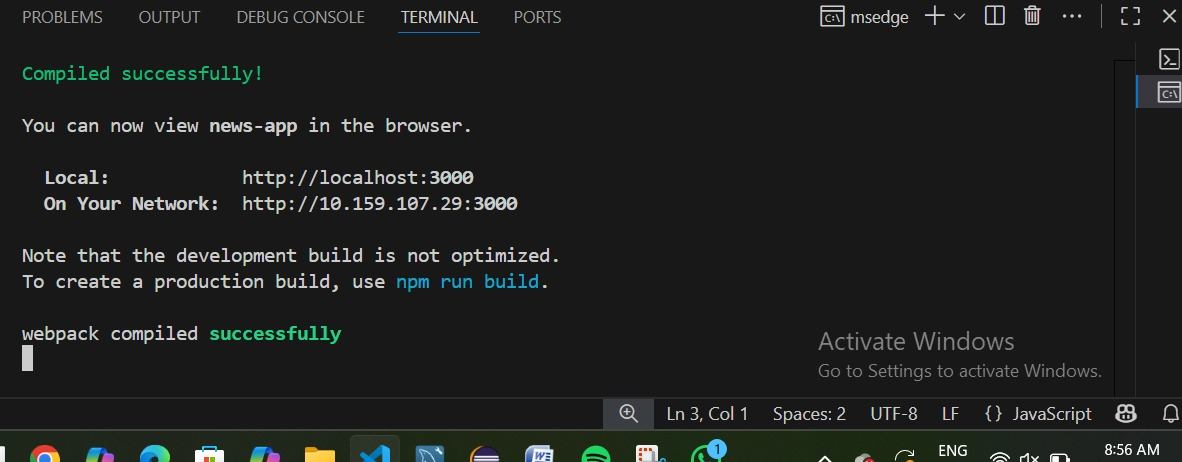 PROBLEMS OUTPUT DEBUG CONSOLE TERMINAL PORTS msedge
Compiled successfully!
You can now view news-app in the browser.
Local: http://localhost:3000
On Your Network: http://10.159.107.29:3000
Note that the development build is not optimized.
To create a production build, use npm run build.
webpack compiled successfully
Activate Windows
Go to Settings to activate Windows.
Ln 3, Col 1 Spaces: 2 UTF-8 LF {} JavaScript
1 ENG 8:56 AM